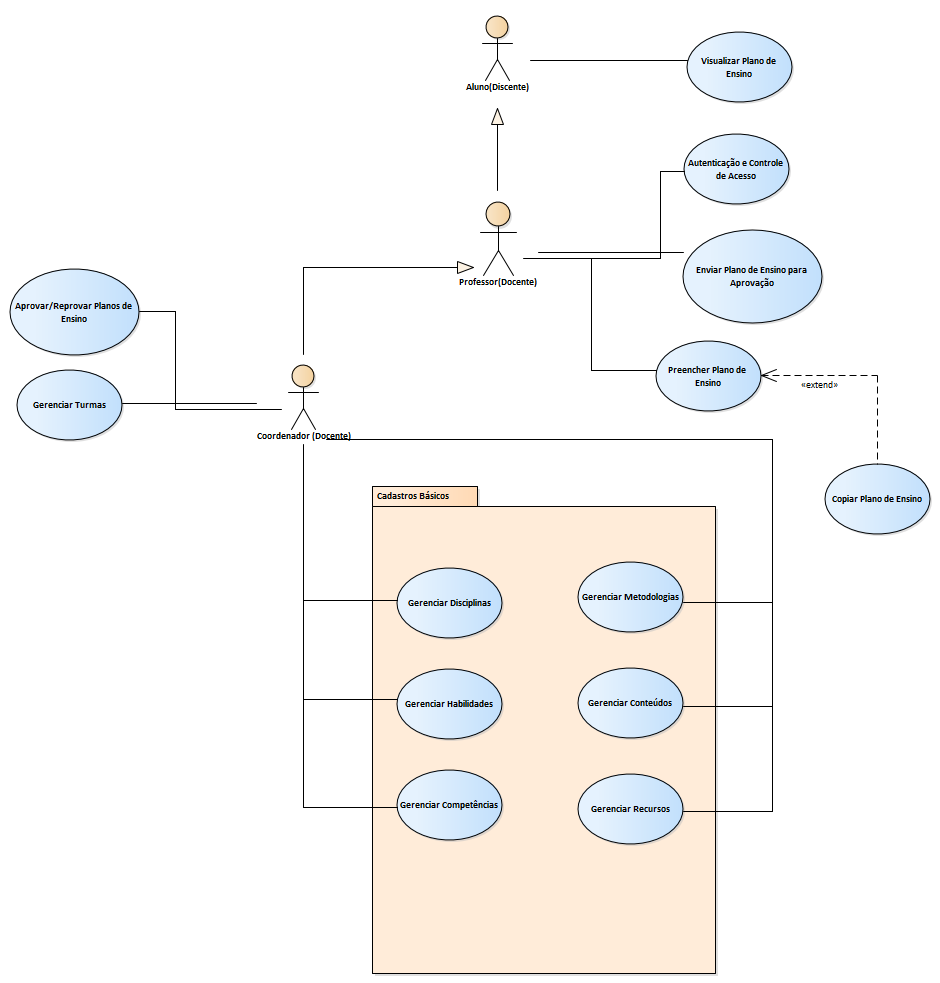 Aluno(Discente)
Visualizar Plano de
Ensino
Autenticação e Controle
de Acesso
Professor(Docente)
Enviar Plano de Ensino para
Aprovação
Aprovar/Reprovar Planos de
Ensino
Preencher Plano de
Ensino
«extend»
Gerenciar Turmas
Coordenador (Docente)
Copiar Plano de Ensino
Cadastros Básicos
Gerenciar Disciplinas
Gerenciar Metodologias
Gerenciar Habilidades
Gerenciar Conteúdos
Gerenciar Competências
Gerenciar Recursos